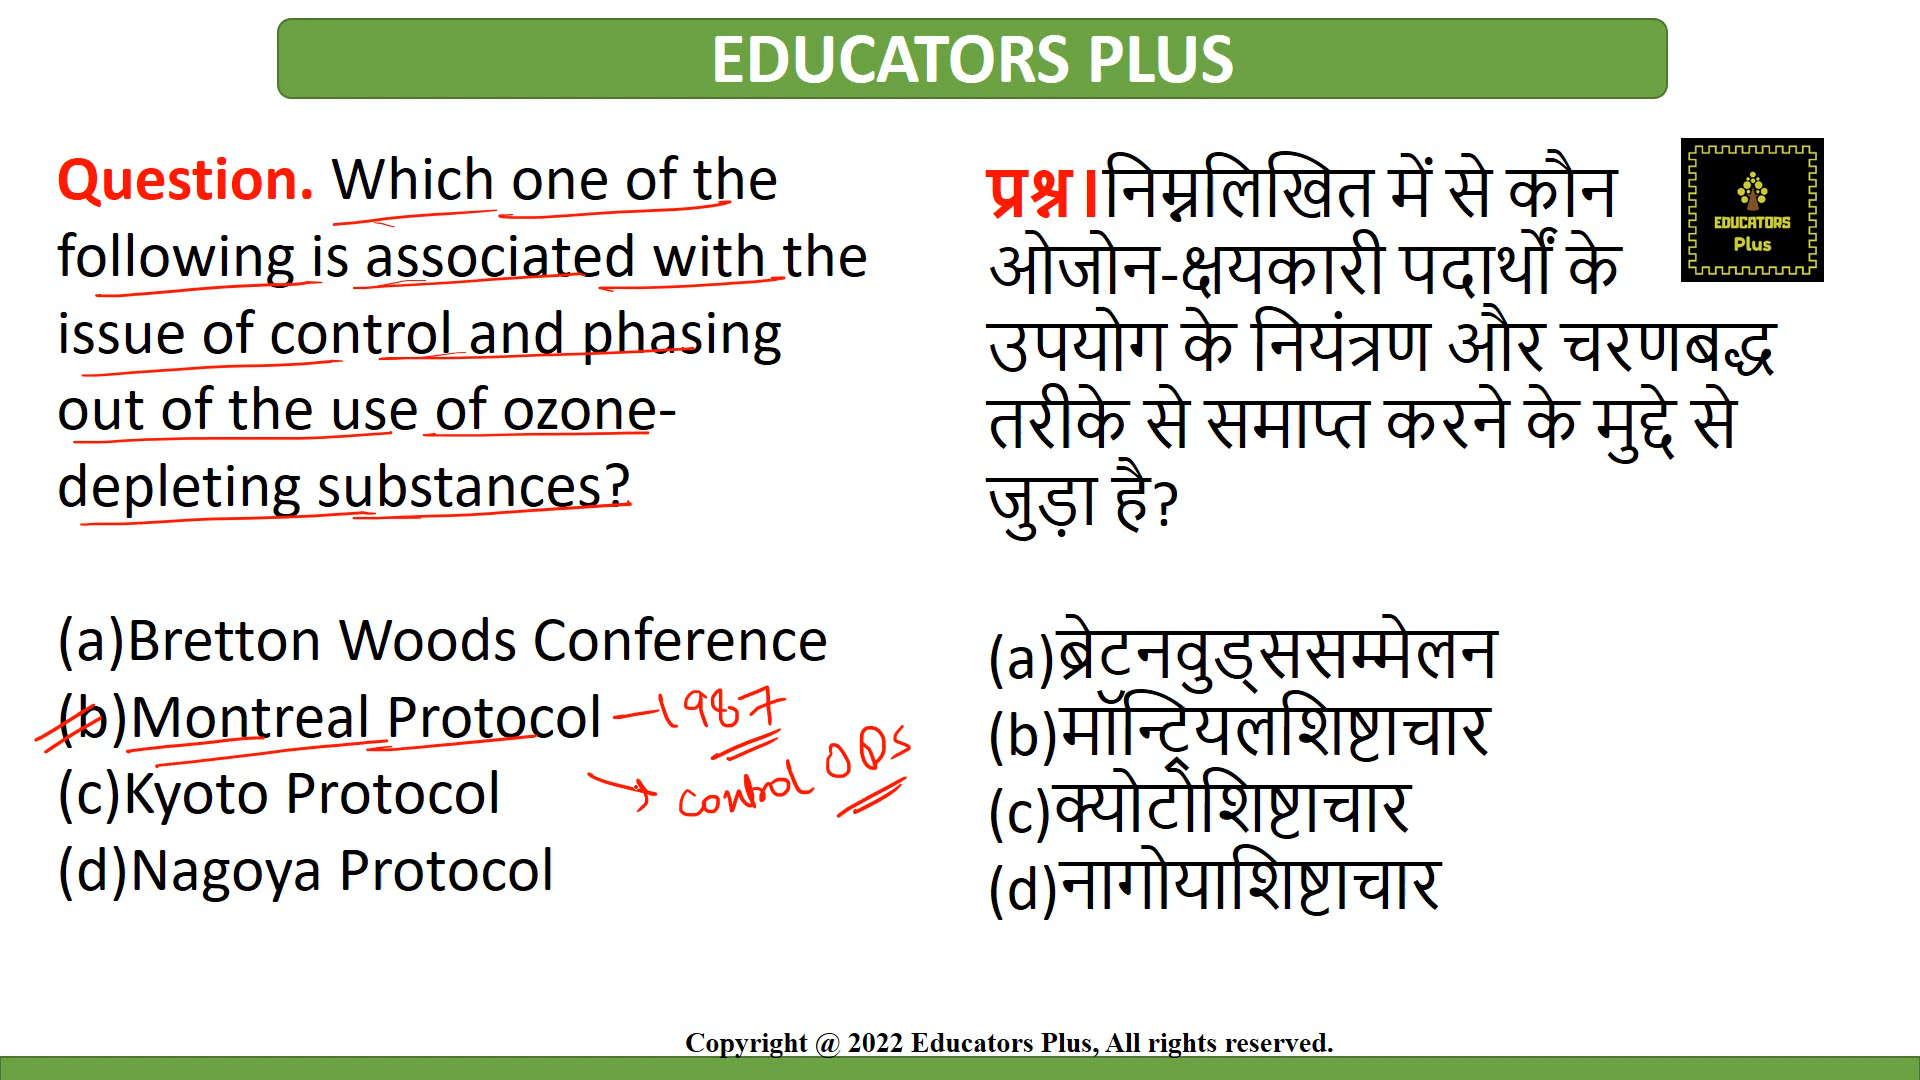 EDUCATORS PLUS
Question. Which one of the
following is associated with the
issue of control and phasing
out of the use of ozone-
depleting substances?
(a)Bretton Woods Conference
(b)Montreal Protocol —1987
→ control ODS
(c)Kyoto Protocol
(d)Nagoya Protocol
प्रश्न।निम्नलिखित में से कौन
ओजोन-क्षयकारी पदार्थों के
उपयोग के नियंत्रण और चरणबद्ध
तरीके से समाप्त करने के मुद्दे से
जुड़ा है?
(a)ब्रेटनवुड्ससम्मेलन
(b)मॉन्ट्रियलशिष्टाचार
(c)क्योटोशिष्टाचार
(d)नागोयाशिष्टाचार
EDUCATORS
Plus
Copyright @ 2022 Educators Plus, All rights reserved.